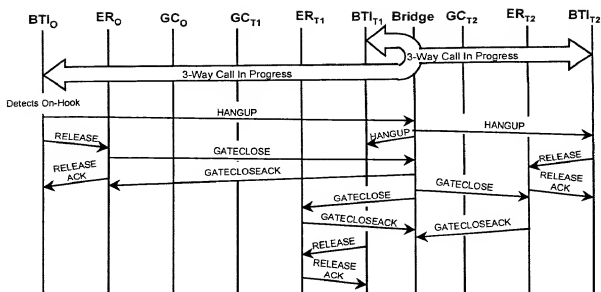 BTIO ERO GCO GCT1 ERT1 BTIT1 Bridge GCT2 ERT2 BTIT2
3-Way Call In Progress
3-Way Call In Progress
Detects On-Hook
HANGUP
HANGUP
HANGUP
RELEASE
GATECLOSE
RELEASE
GATECLOSEACK
RELEASE
ACK
GATECLOSE
GATECLOSE
RELEASE
ACK
GATECLOSEACK
GATECLOSEACK
RELEASE
RELEASE
ACK